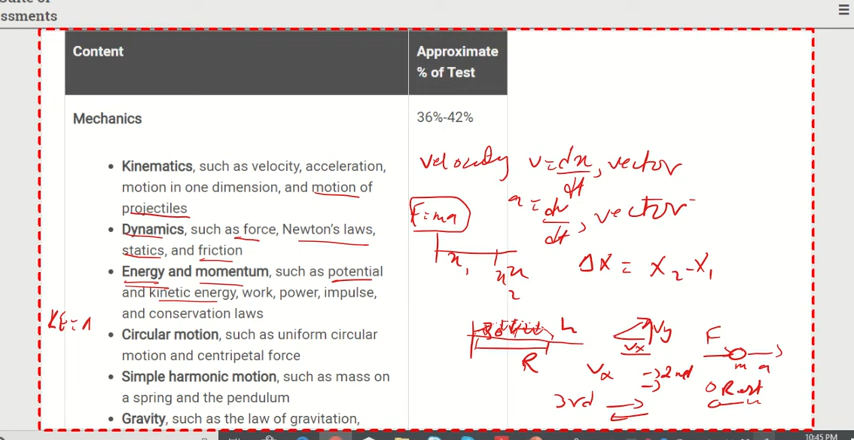 ssments
Content
Approximate
% of Test
Mechanics
36%-42%
• Kinematics, such as velocity, acceleration,
motion in one dimension, and motion of
projectiles
• Dynamics, such as force, Newton's laws,
statics, and friction
• Energy and momentum, such as potential
and kinetic energy, work, power, impulse,
and conservation laws
• Circular motion, such as uniform circular
motion and centripetal force
• Simple harmonic motion, such as mass on
a spring and the pendulum
• Gravity, such as the law of gravitation,
velocity v=dx/dt, vector
a=dv/dt, vector
F=ma
x₁
x₂
Δx = x₂-x₁
KE=
R
Vy
Vx
Vx
F
m a
→2nd
Rest
3rd
10:45 PM